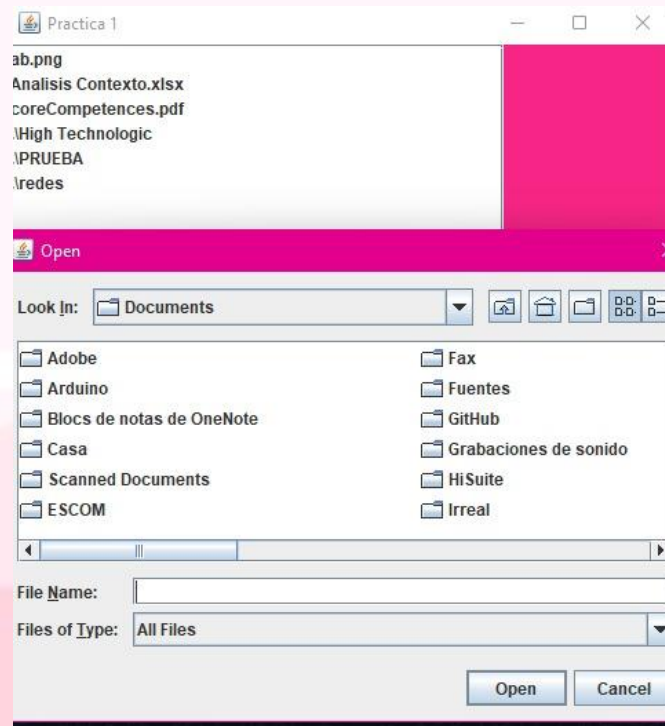 Practica 1
ab.png
Analisis Contexto.xlsx
coreCompetences.pdf
.\High Technologic
.\PRUEBA
.\redes
Open
Look In: Documents
Adobe Fax
Arduino Fuentes
Blocs de notas de OneNote GitHub
Casa Grabaciones de sonido
Scanned Documents HiSuite
ESCOM Irreal
File Name:
Files of Type: All Files
Open Cancel